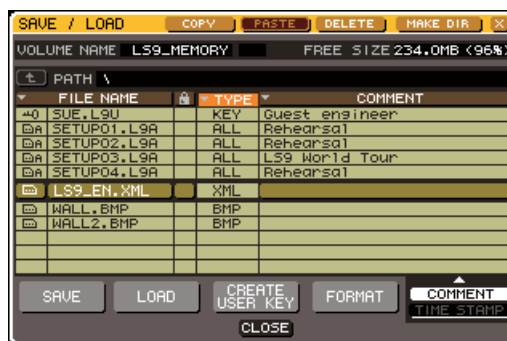 SAVE / LOAD COPY PASTE DELETE MAKE DIR X
VOLUME NAME LS9_MEMORY FREE SIZE 234.0MB (96%)
PATH \
FILE NAME TYPE COMMENT
SUE.L9U KEY Guest engineer
SETUP01.L9A ALL Rehearsal
SETUP02.L9A ALL Rehearsal
SETUP03.L9A ALL LS9 World Tour
SETUP04.L9A ALL Rehearsal
LS9_EN.XML XML
WALL.BMP BMP
WALL2.BMP BMP
SAVE LOAD CREATE USER KEY FORMAT COMMENT
TIME STAMP
CLOSE